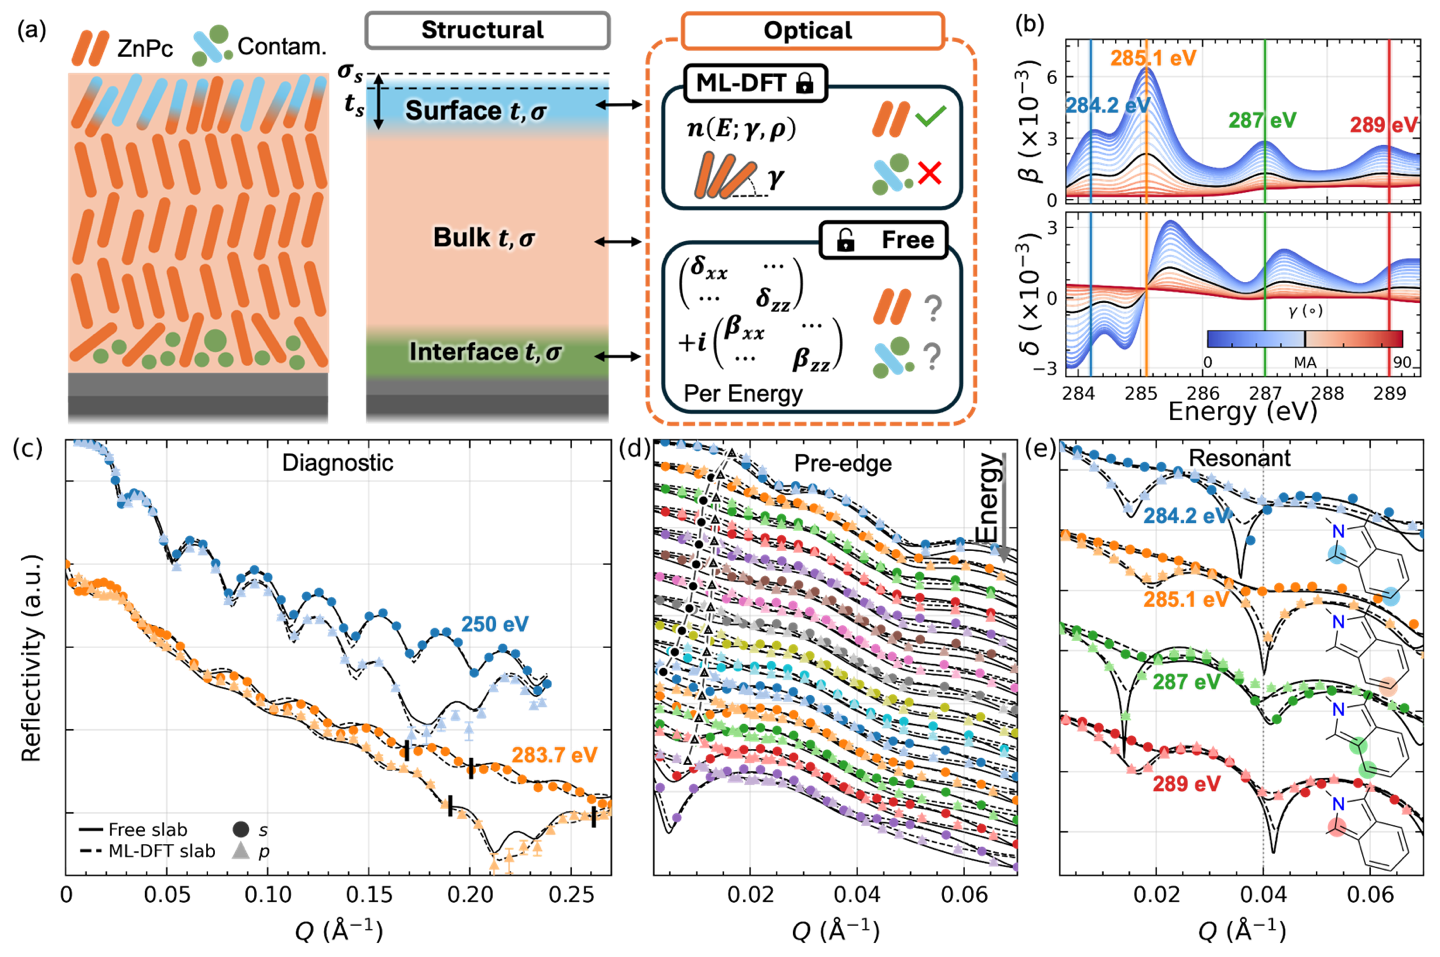 (a)
ZnPc
Contam.
Structural
σs
ts
Surface t, σ
Bulk t, σ
Interface t, σ
Optical
ML-DFT
n(E; γ, ρ)
γ
Free
(δxx ⋯
⋯ δzz)
+i (βxx ⋯
⋯ βzz)
?
?
Per Energy
(b)
285.1 eV
284.2 eV
287 eV
289 eV
β (×10−3)
6
3
0
δ (×10−3)
3
0
−3
γ (∘)
0 MA 90
284 285 286 287 288 289
Energy (eV)
(c)
Diagnostic
250 eV
283.7 eV
Free slab
ML-DFT slab
s
p
Reflectivity (a.u.)
0 0.05 0.10 0.15 0.20 0.25
Q (Å−1)
(d)
Pre-edge
Energy
0.02 0.04 0.06
Q (Å−1)
(e)
Resonant
284.2 eV
N
285.1 eV
N
287 eV
N
289 eV
N
0.02 0.04 0.06
Q (Å−1)